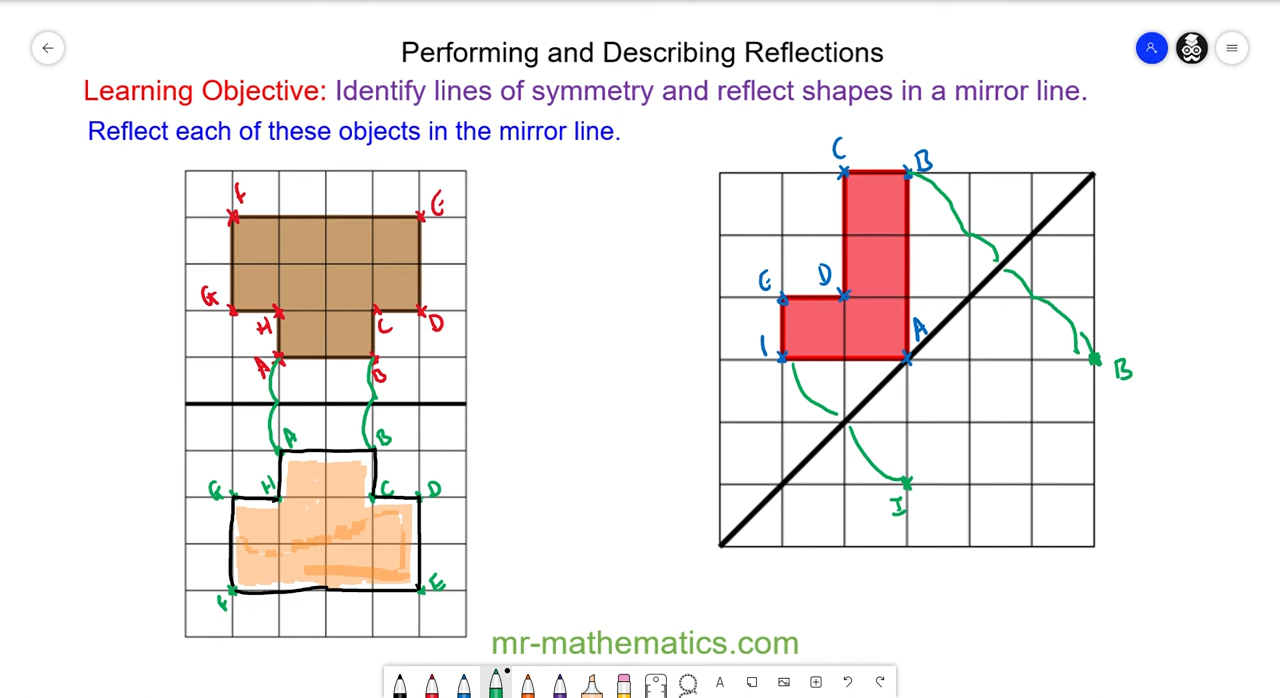 Performing and Describing Reflections
Learning Objective: Identify lines of symmetry and reflect shapes in a mirror line.
Reflect each of these objects in the mirror line.
F
E
G
H
C
D
A
B
A
B
G
H
C
D
F
E
C
B
E
D
A
I
B
I
mr-mathematics.com
A